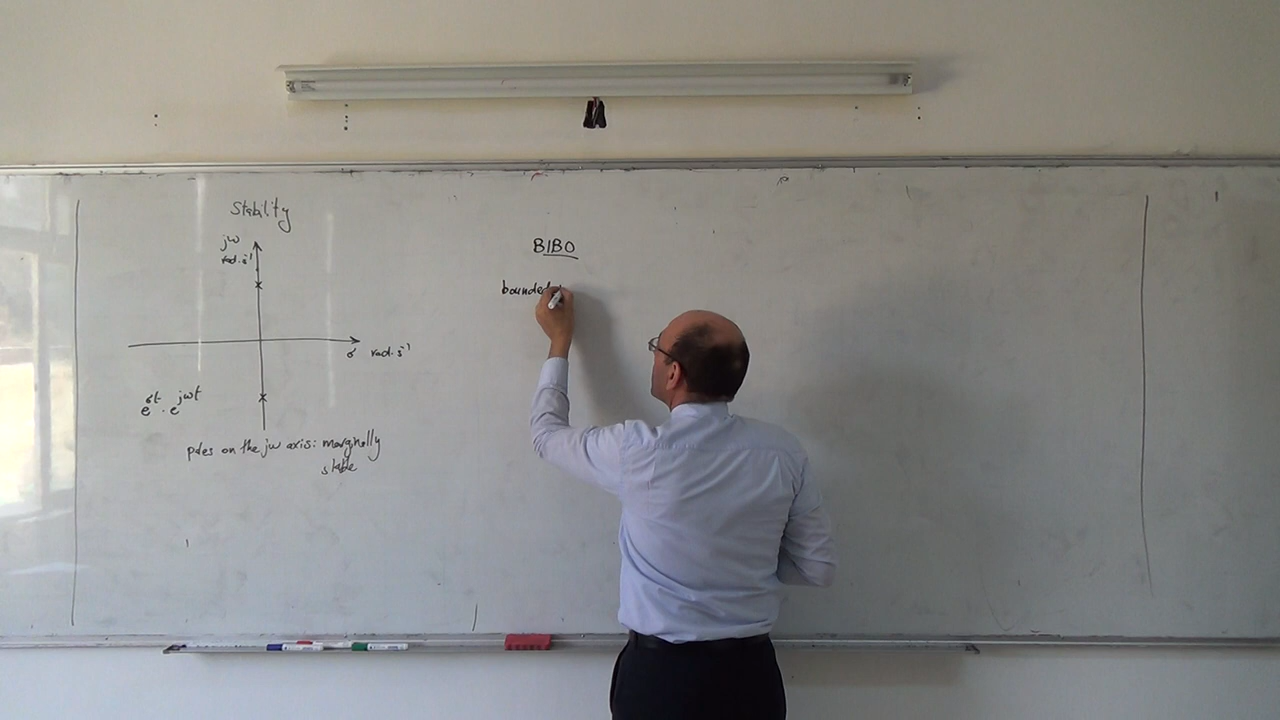 Stability
jω
rad·s⁻¹
σ rad·s⁻¹
e^σt · e^jωt
poles on the jω axis: marginally
stable
BIBO
bounded